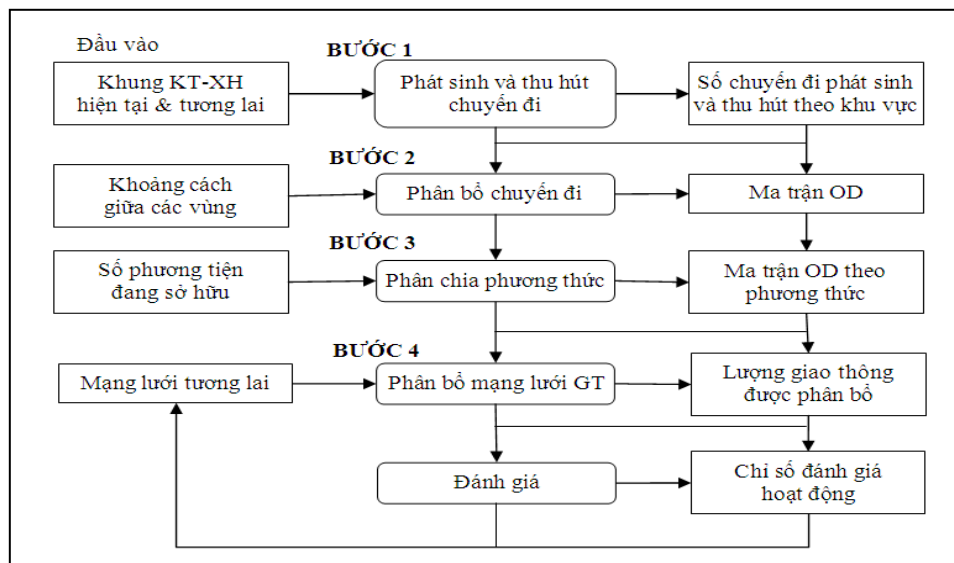 Đầu vào
BƯỚC 1
Khung KT-XH
hiện tại & tương lai
Phát sinh và thu hút
chuyến đi
Số chuyến đi phát sinh
và thu hút theo khu vực
BƯỚC 2
Khoảng cách
giữa các vùng
Phân bổ chuyến đi
Ma trận OD
BƯỚC 3
Số phương tiện
đang sở hữu
Phân chia phương thức
Ma trận OD theo
phương thức
BƯỚC 4
Mạng lưới tương lai
Phân bổ mạng lưới GT
Lượng giao thông
được phân bổ
Đánh giá
Chỉ số đánh giá
hoạt động